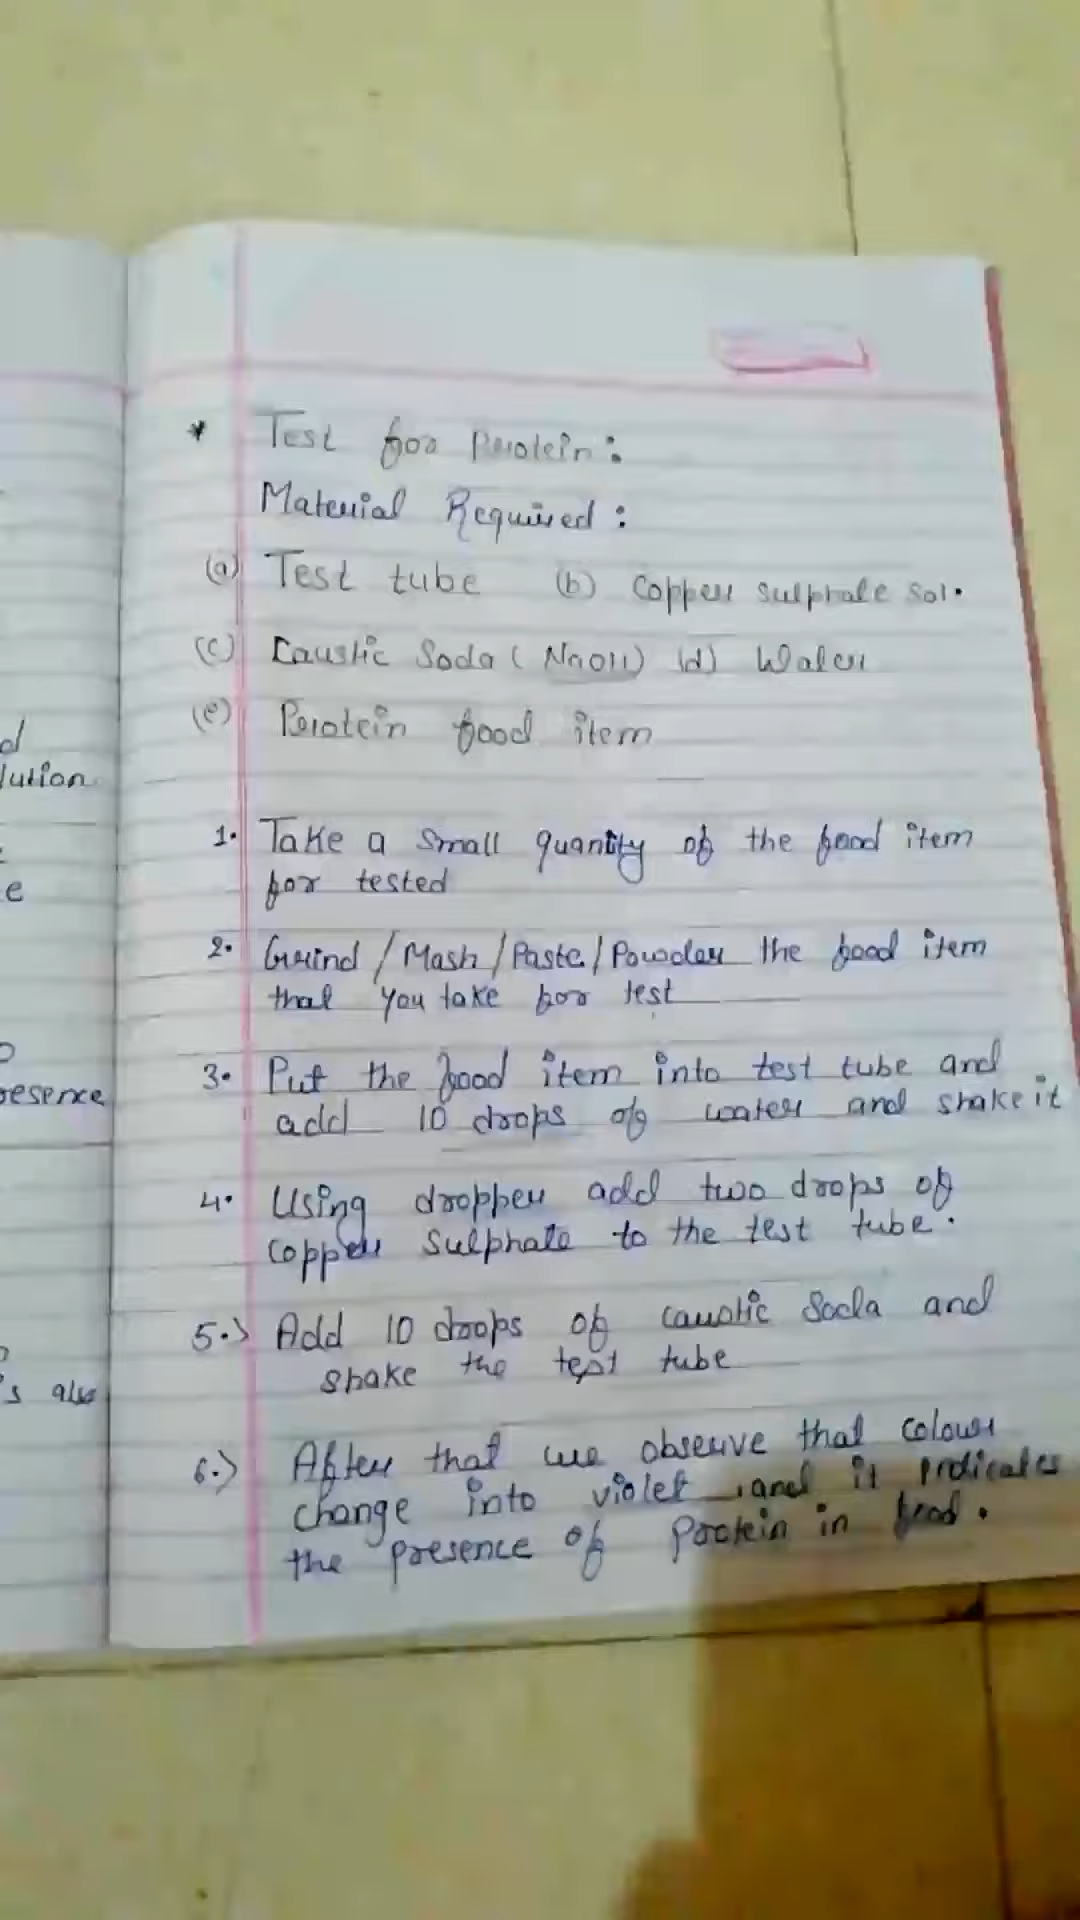 d
lution
e
resence
s also
* Test for Protein :
Material Required :
(a) Test tube (b) Copper sulphate sol.
(c) Caustic Soda ( NaOH) (d) Water
(e) Protein food item
1. Take a small quantity of the food item
for tested
2. Grind / Mash / Paste / Powder the food item
that you take for test
3. Put the food item into test tube and
add 10 drops of water and shake it
4. Using dropper add two drops of
copper sulphate to the test tube.
5.) Add 10 drops of caustic Soda and
shake the test tube
6.) After that we observe that colour
change into violet , and it indicates
the presence of Protein in food.